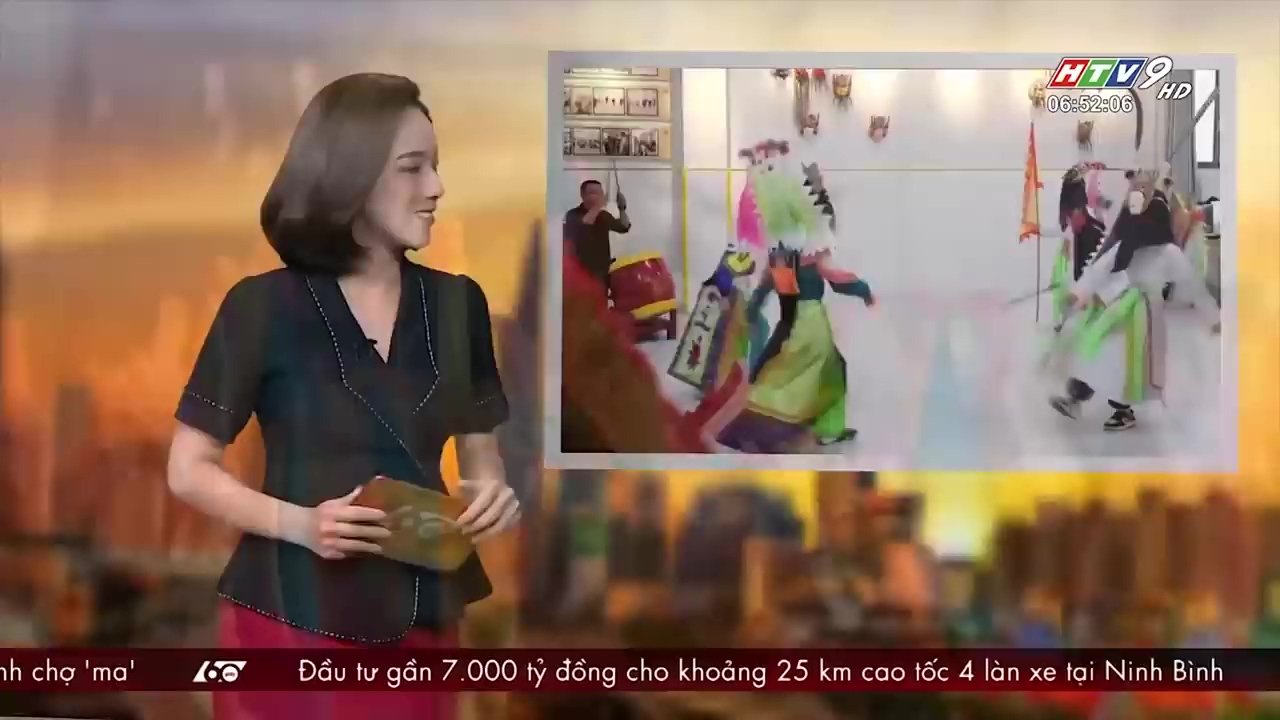 HTV9 HD
06:52:06
nh chợ 'ma' 60 Đầu tư gần 7.000 tỷ đồng cho khoảng 25 km cao tốc 4 làn xe tại Ninh Bình